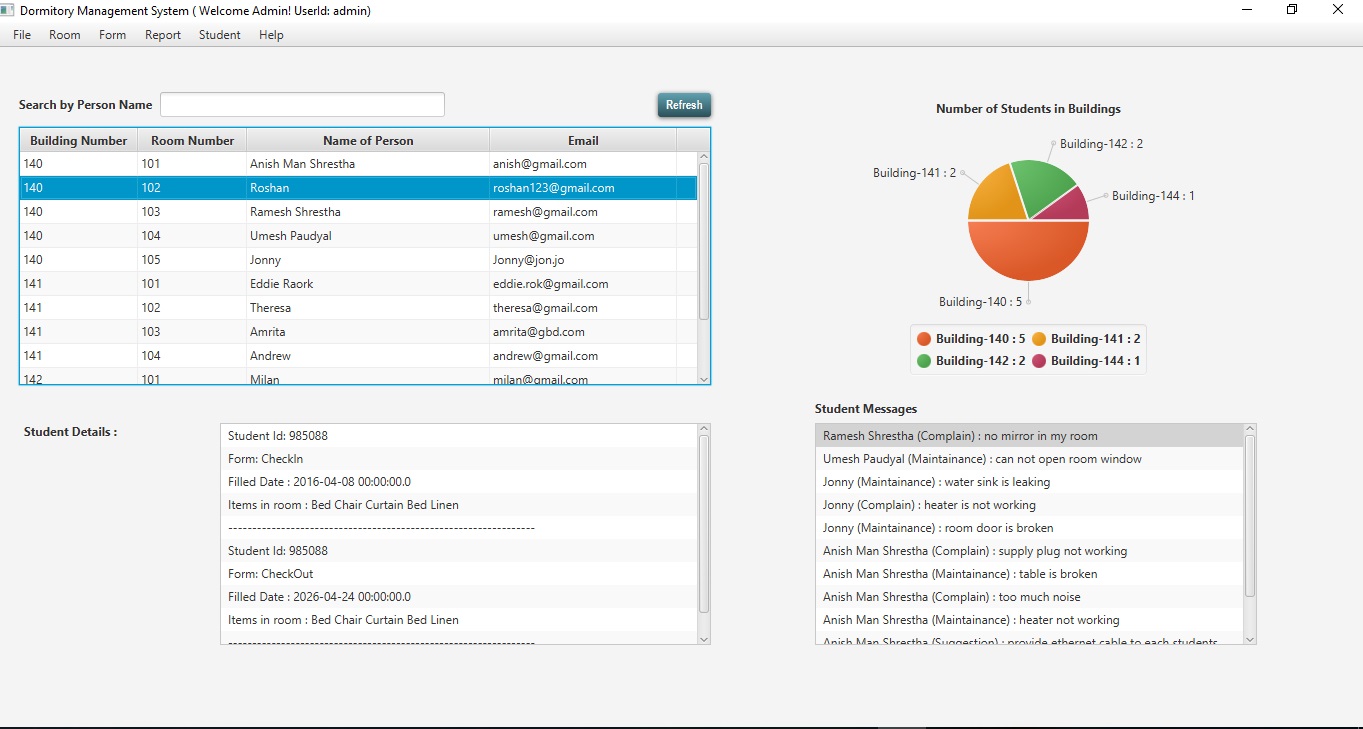 Dormitory Management System ( Welcome Admin! UserId: admin)
File Room Form Report Student Help
Search by Person Name Refresh
Building Number Room Number Name of Person Email
140 101 Anish Man Shrestha anish@gmail.com
140 102 Roshan roshan123@gmail.com
140 103 Ramesh Shrestha ramesh@gmail.com
140 104 Umesh Paudyal umesh@gmail.com
140 105 Jonny Jonny@jon.jo
141 101 Eddie Raork eddie.rok@gmail.com
141 102 Theresa theresa@gmail.com
141 103 Amrita amrita@gbd.com
141 104 Andrew andrew@gmail.com
142 101 Milan milan@gmail.com
Number of Students in Buildings
Building-142 : 2
Building-141 : 2
Building-144 : 1
Building-140 : 5
Building-140 : 5 Building-141 : 2
Building-142 : 2 Building-144 : 1
Student Details :
Student Id: 985088
Form: CheckIn
Filled Date : 2016-04-08 00:00:00.0
Items in room : Bed Chair Curtain Bed Linen
----------------------------------------------------------------
Student Id: 985088
Form: CheckOut
Filled Date : 2026-04-24 00:00:00.0
Items in room : Bed Chair Curtain Bed Linen
----------------------------------------------------------------
Student Messages
Ramesh Shrestha (Complain) : no mirror in my room
Umesh Paudyal (Maintainance) : can not open room window
Jonny (Maintainance) : water sink is leaking
Jonny (Complain) : heater is not working
Jonny (Maintainance) : room door is broken
Anish Man Shrestha (Complain) : supply plug not working
Anish Man Shrestha (Maintainance) : table is broken
Anish Man Shrestha (Complain) : too much noise
Anish Man Shrestha (Maintainance) : heater not working
Anish Man Shrestha (Suggestion) : provide ethernet cable to each students